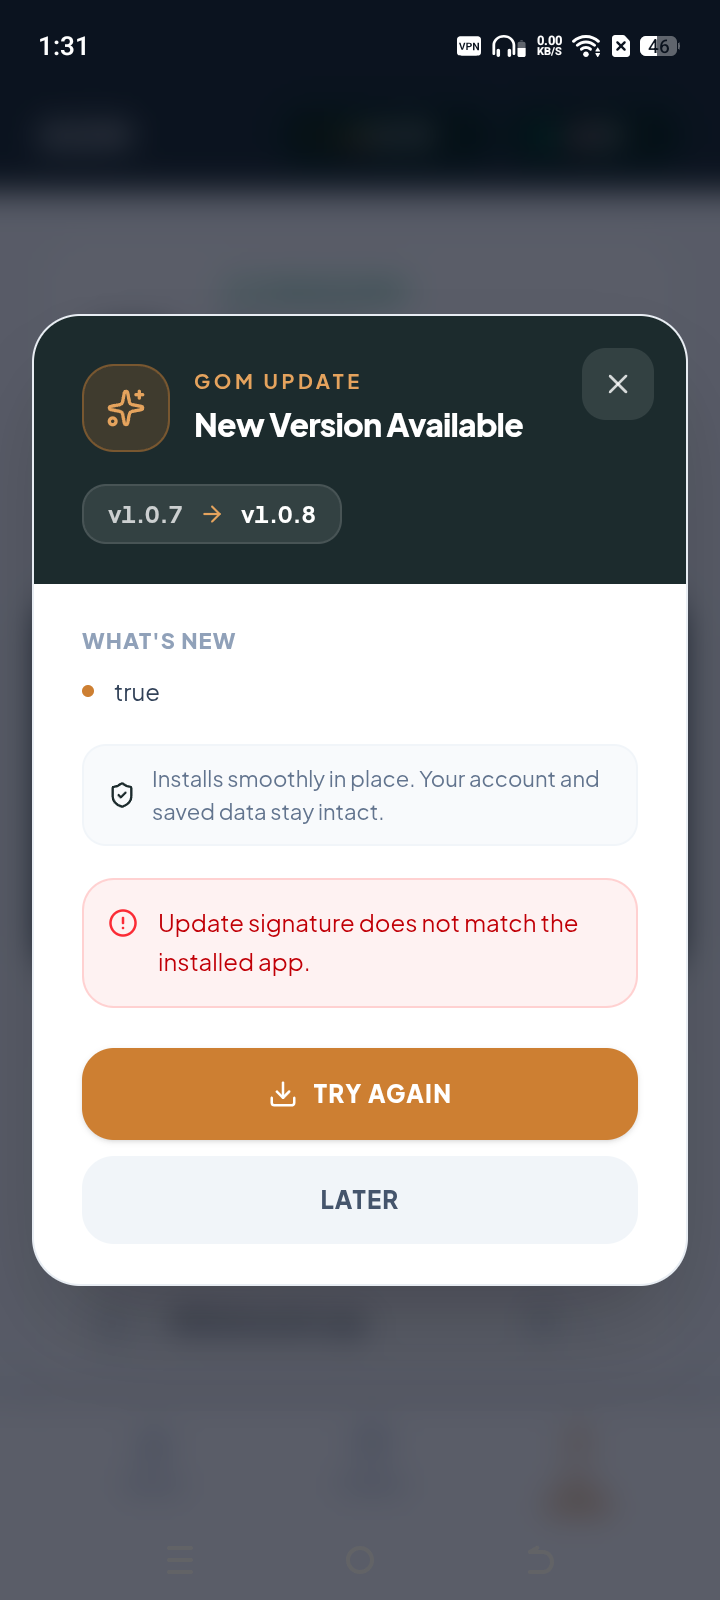 1:31
VPN
0.00
KB/S
46
GOM UPDATE
New Version Available
v1.0.7 → v1.0.8
WHAT'S NEW
true
Installs smoothly in place. Your account and
saved data stay intact.
Update signature does not match the
installed app.
TRY AGAIN
LATER